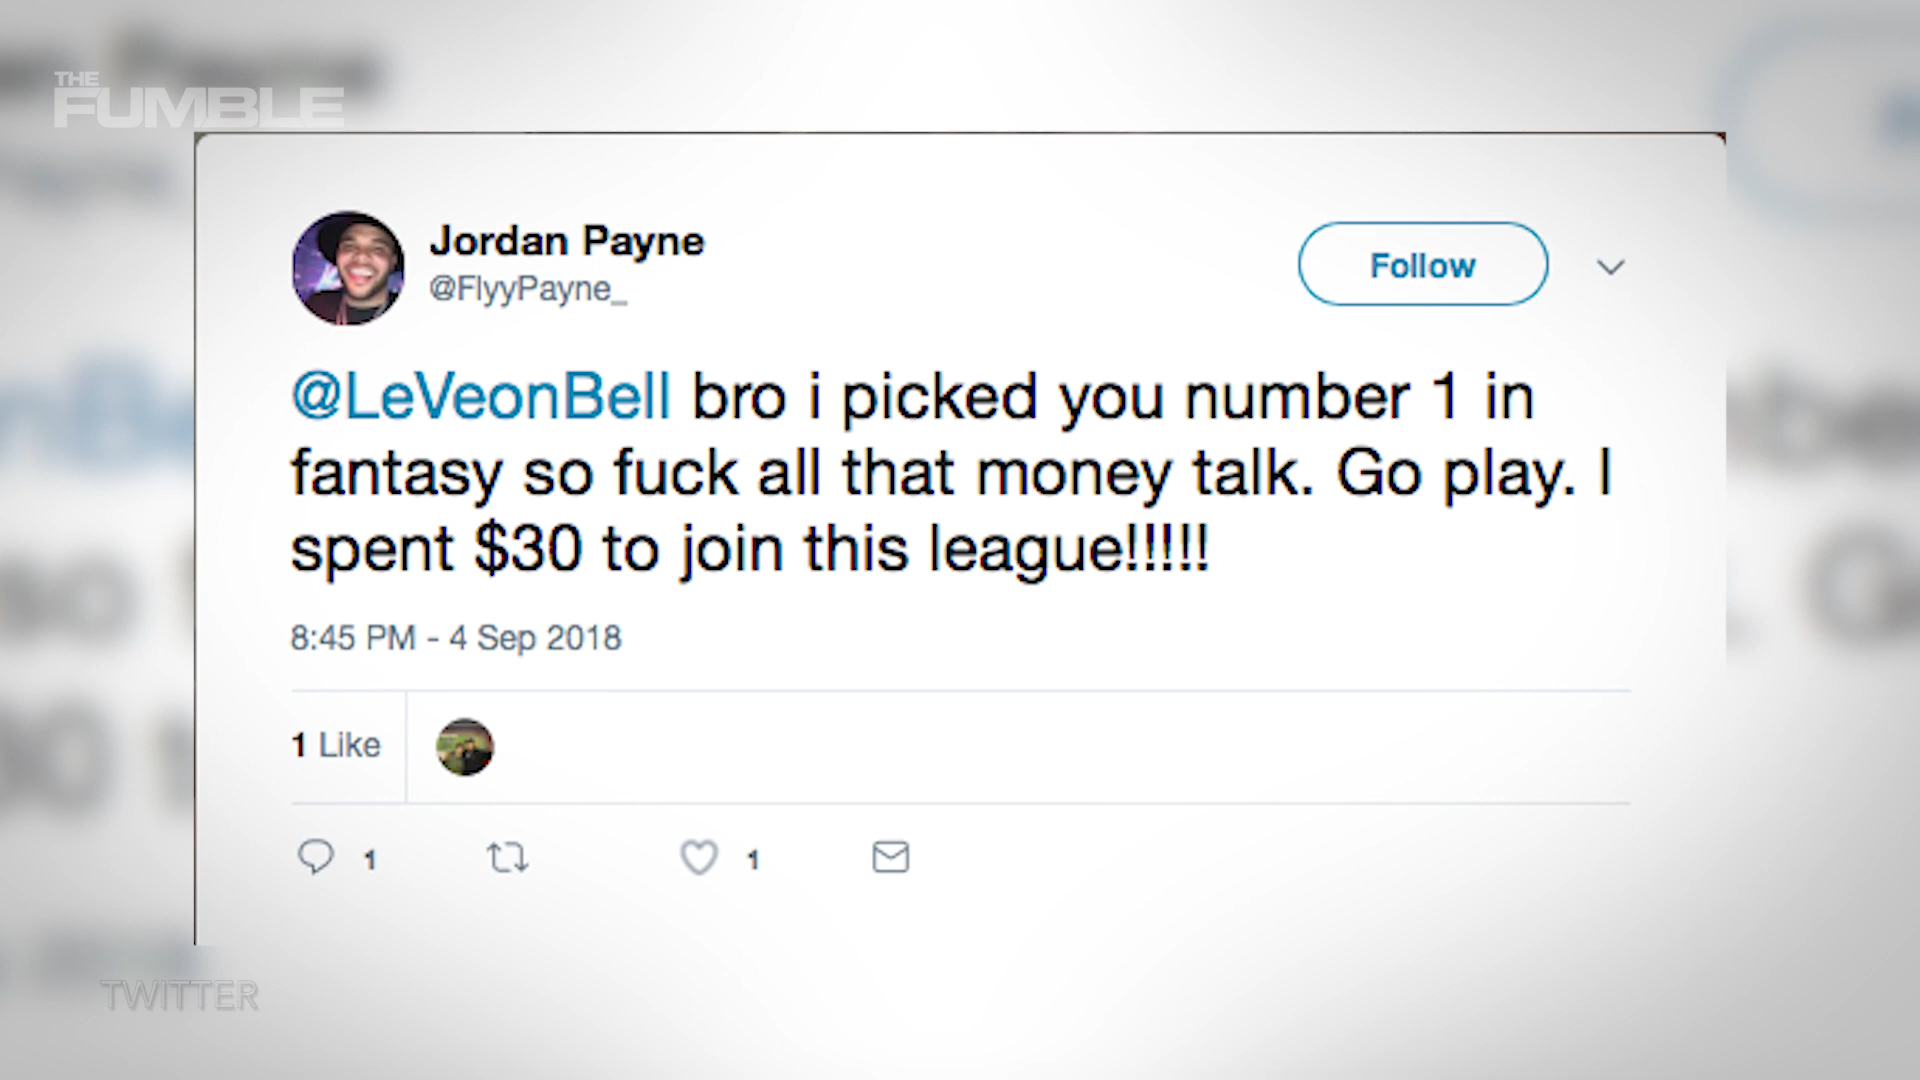 THE
FUMBLE
Jordan Payne
@FlyyPayne_
Follow
@LeVeonBell bro i picked you number 1 in
fantasy so fuck all that money talk. Go play. I
spent $30 to join this league!!!!!
8:45 PM - 4 Sep 2018
1 Like
1
1
TWITTER